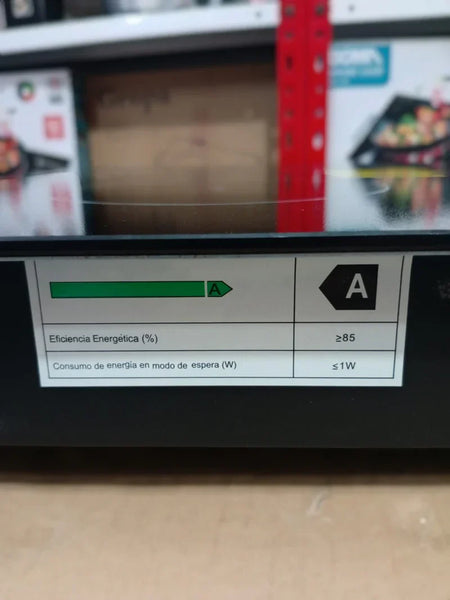 A
A
Eficiencia Energética (%)
≥85
Consumo de energía en modo de espera (W)
≤1W